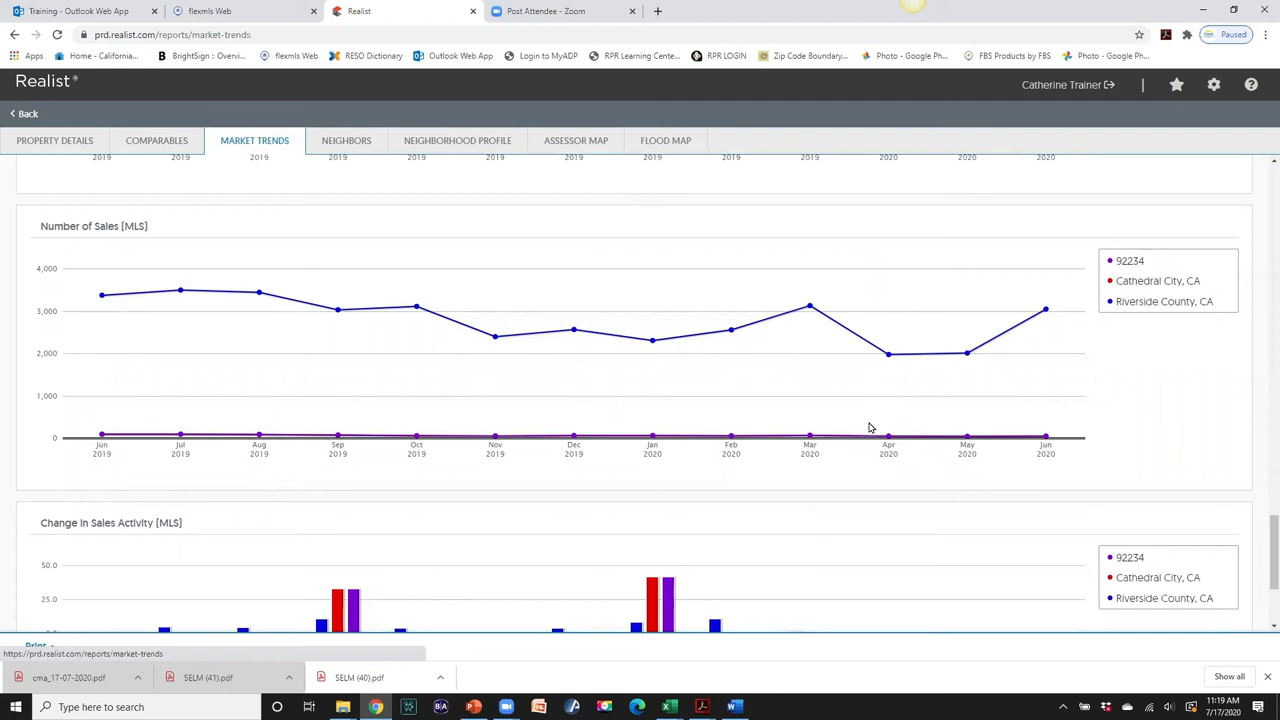 Training - Outlook Web App
flexmls Web
Realist
Post Attendee - Zoom
prd.realist.com/reports/market-trends
Paused
Apps
Home - California...
BrightSign :: Overvi...
flexmls Web
RESO Dictionary
Outlook Web App
Login to MyADP
RPR Learning Cente...
RPR LOGIN
Zip Code Boundary...
Photo - Google Ph...
FBS Products by FBS
Photo - Google Ph...
Realist®
Catherine Trainer
Back
PROPERTY DETAILS
COMPARABLES
MARKET TRENDS
NEIGHBORS
NEIGHBORHOOD PROFILE
ASSESSOR MAP
FLOOD MAP
2019 2019 2019 2019 2019 2019 2019 2019 2019 2019 2020 2020 2020
Number of Sales (MLS)
4,000
3,000
2,000
1,000
0
Jun Jul Aug Sep Oct Nov Dec Jan Feb Mar Apr May Jun
2019 2019 2019 2019 2019 2019 2019 2020 2020 2020 2020 2020 2020
92234
Cathedral City, CA
Riverside County, CA
Change in Sales Activity (MLS)
50.0
25.0
92234
Cathedral City, CA
Riverside County, CA
Print
https://prd.realist.com/reports/market-trends
cma_17-07-2020.pdf
SELM (41).pdf
SELM (40).pdf
Show all
Type here to search
11:19 AM
7/17/2020